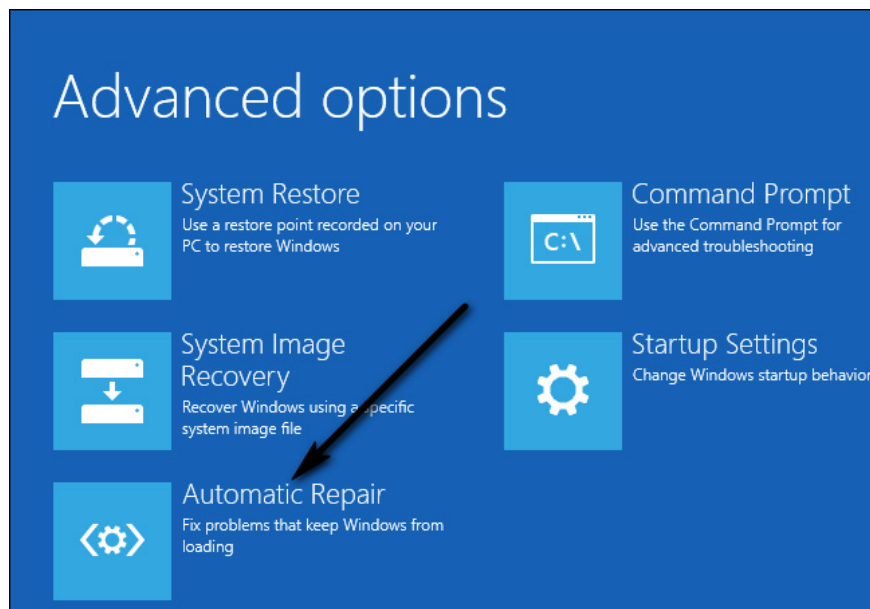 Advanced options
System Restore
Use a restore point recorded on your
PC to restore Windows
System Image
Recovery
Recover Windows using a specific
system image file
Automatic Repair
Fix problems that keep Windows from
loading
C:\
Command Prompt
Use the Command Prompt for
advanced troubleshooting
Startup Settings
Change Windows startup behavior